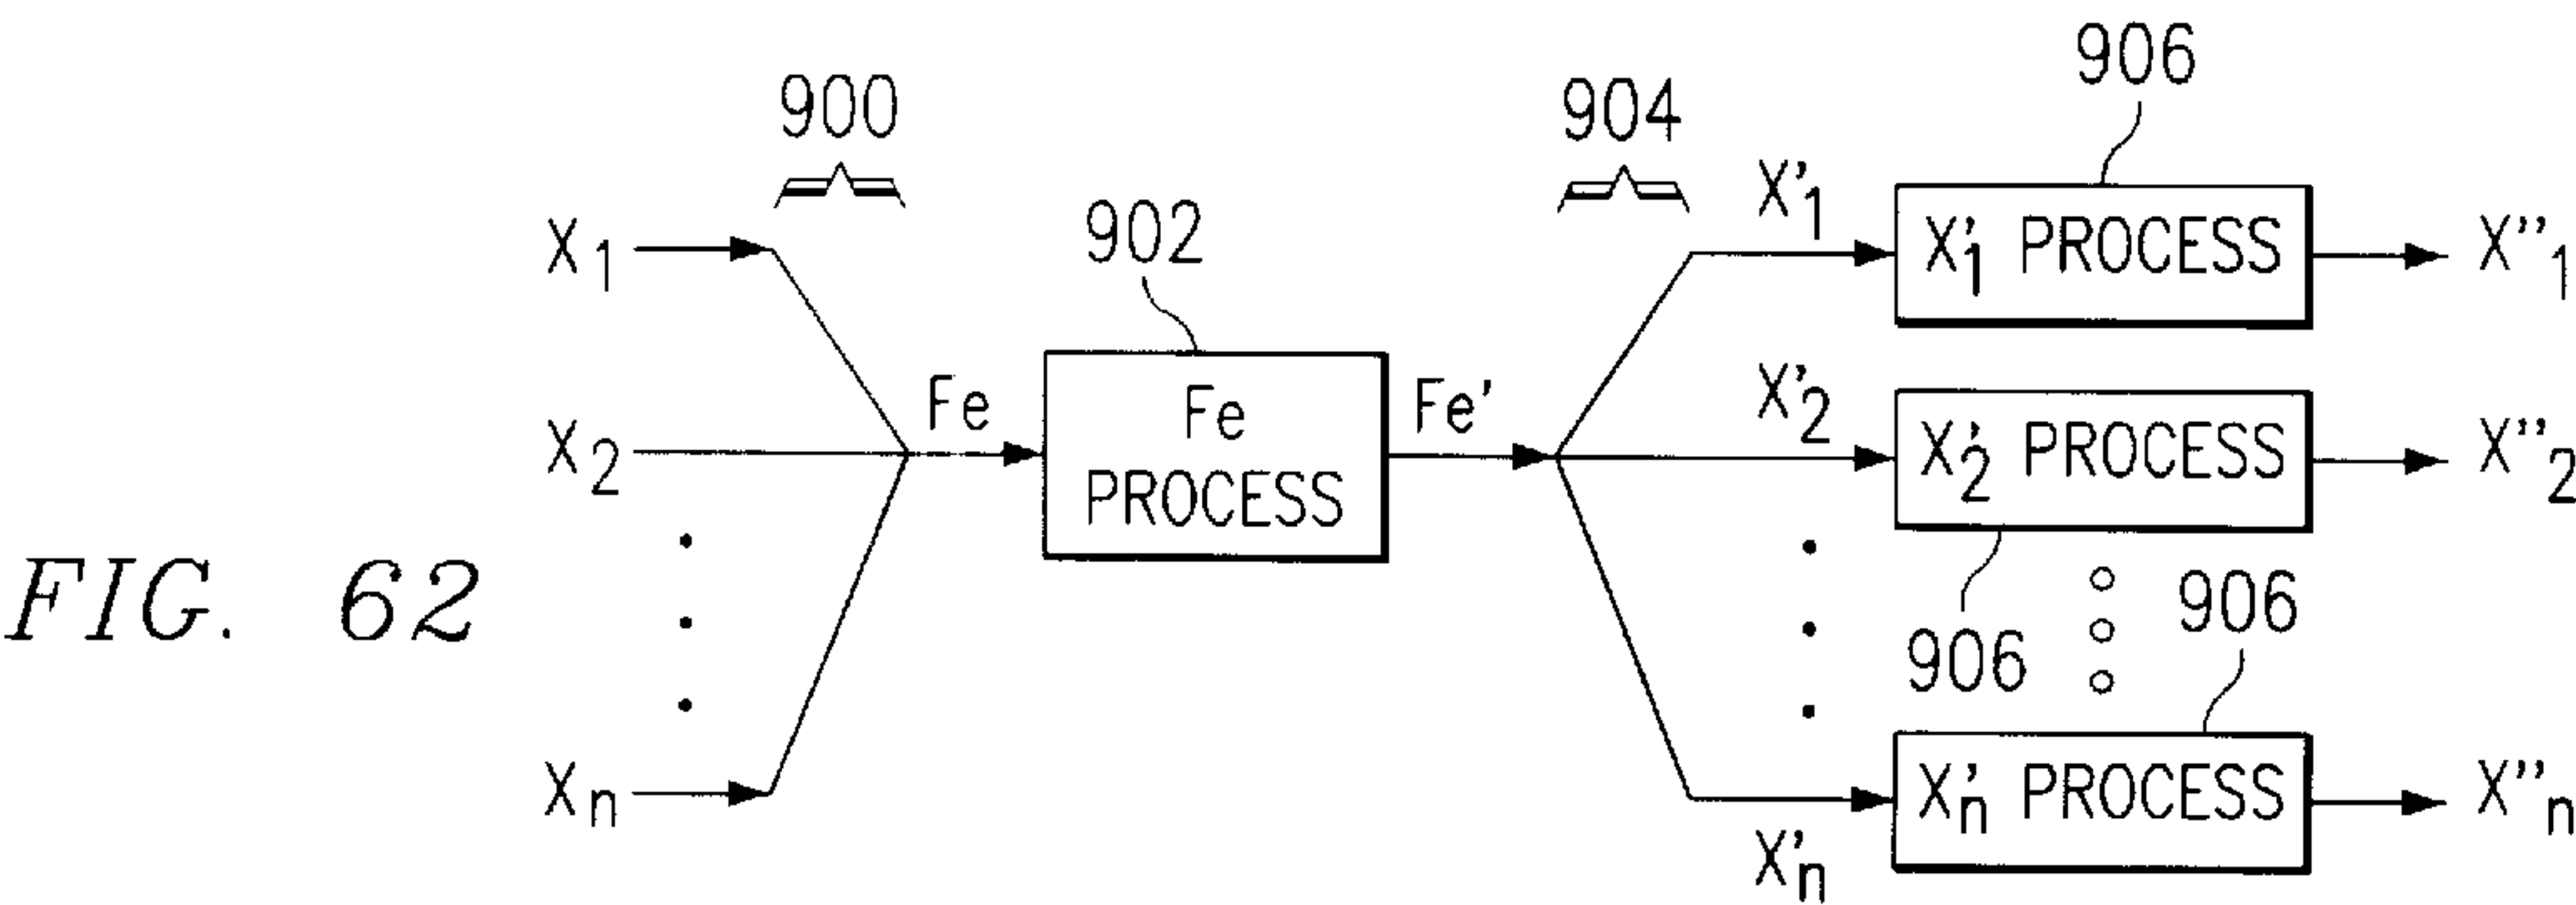 900
904
906
X1
902
X'1
X'1 PROCESS
X''1
X2
Fe
Fe
PROCESS
Fe'
X'2
X'2 PROCESS
X''2
906
906
FIG. 62
Xn
X'n
X'n PROCESS
X''n